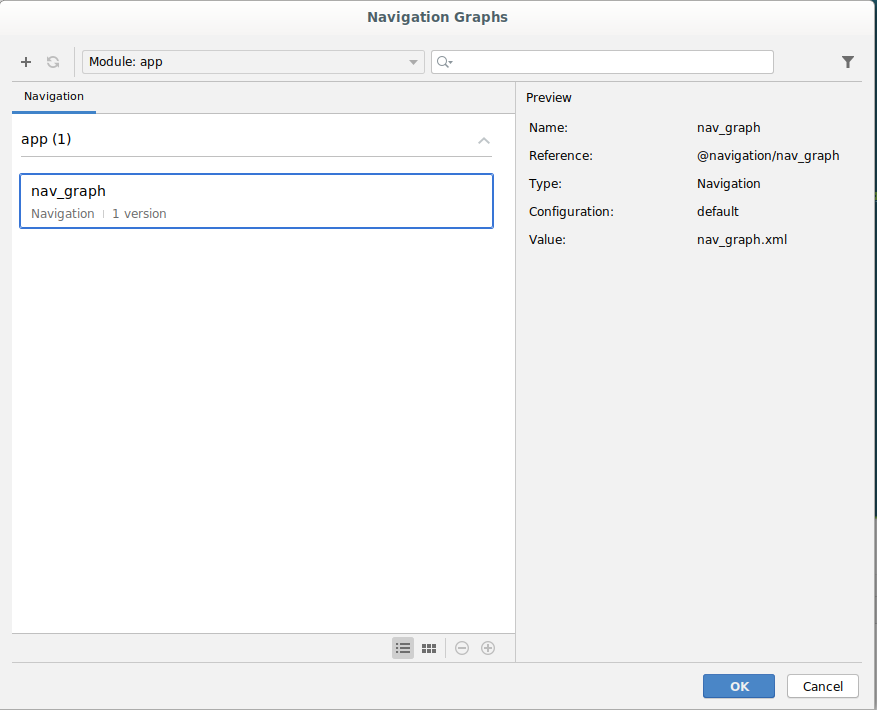 Navigation Graphs
Module: app
Navigation
app (1)
nav_graph
Navigation | 1 version
Preview
Name: nav_graph
Reference: @navigation/nav_graph
Type: Navigation
Configuration: default
Value: nav_graph.xml
OK
Cancel